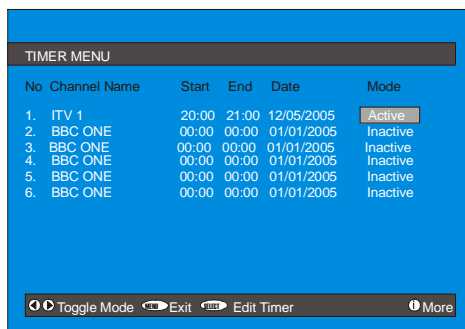 TIMER MENU
No Channel Name Start End Date Mode
1. ITV 1 20:00 21:00 12/05/2005 Active
2. BBC ONE 00:00 00:00 01/01/2005 Inactive
3. BBC ONE 00:00 00:00 01/01/2005 Inactive
4. BBC ONE 00:00 00:00 01/01/2005 Inactive
5. BBC ONE 00:00 00:00 01/01/2005 Inactive
6. BBC ONE 00:00 00:00 01/01/2005 Inactive
Toggle Mode MENU Exit SELECT Edit Timer i More